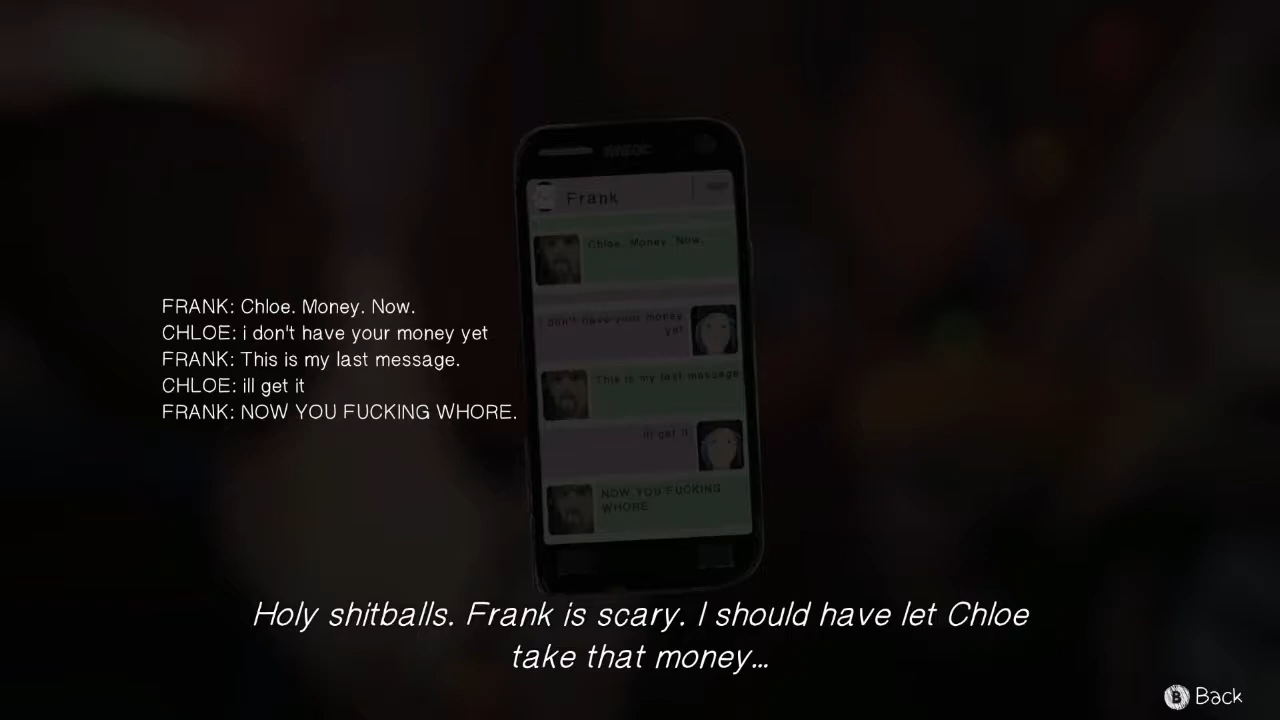 Frank
Chloe. Money. Now.
i don't have your money
yet
This is my last message
ill get it
NOW YOU FUCKING
WHORE.
FRANK: Chloe. Money. Now.
CHLOE: i don't have your money yet
FRANK: This is my last message.
CHLOE: ill get it
FRANK: NOW YOU FUCKING WHORE.
Holy shitballs. Frank is scary. I should have let Chloe
take that money...
B Back